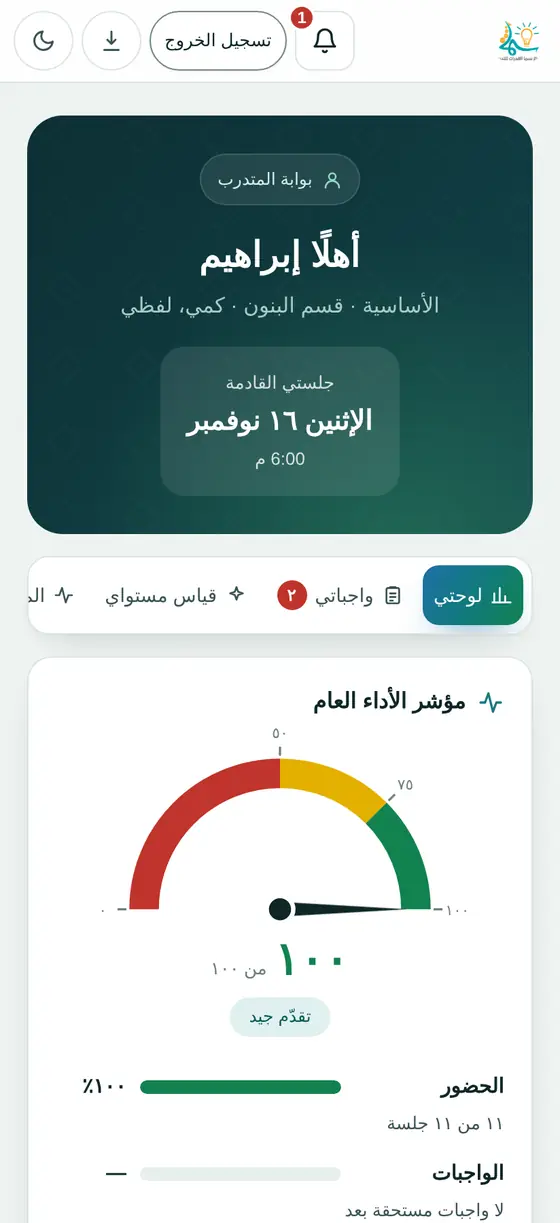 1
تسجيل الخروج
بوابة المتدرب
أهلًا إبراهيم
الأساسية · قسم البنون · كمي، لفظي
جلستي القادمة
الإثنين ١٦ نوفمبر
6:00 م
لوحتي
واجباتي ٢
قياس مستواي
مؤشر الأداء العام
٥٠
٧٥
٠
١٠٠
١٠٠ من ١٠٠
تقدّم جيد
الحضور ١٠٠٪
١١ من ١١ جلسة
الواجبات —
لا واجبات مستحقة بعد